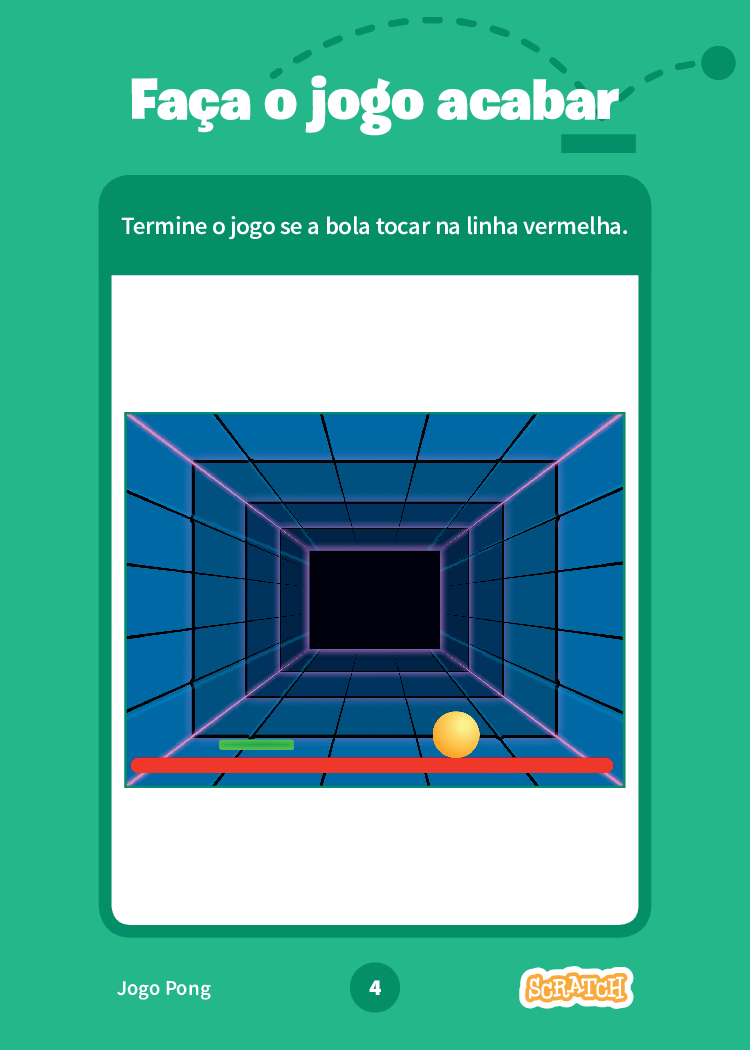 Faça o jogo acabar
Termine o jogo se a bola tocar na linha vermelha.
Jogo Pong
4
SCRATCH